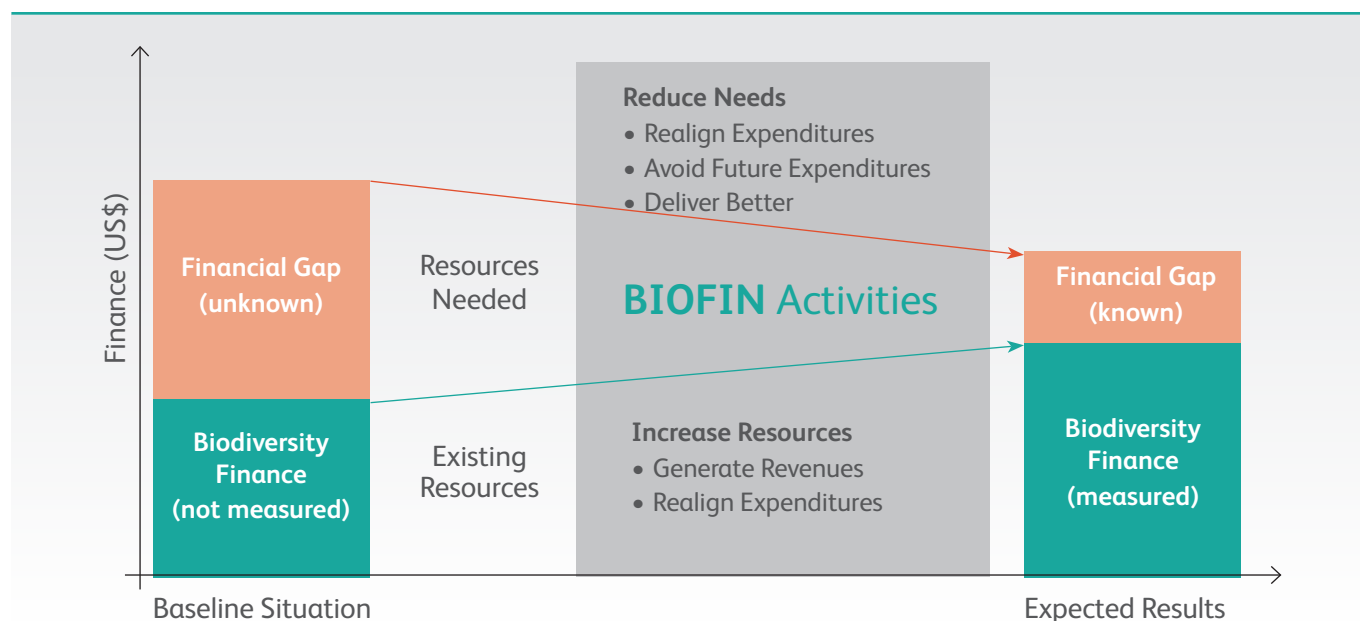 Finance (US$)
Financial Gap
(unknown)
Biodiversity
Finance
(not measured)
Baseline Situation
Resources
Needed
Existing
Resources
Reduce Needs
• Realign Expenditures
• Avoid Future Expenditures
• Deliver Better
BIOFIN Activities
Increase Resources
• Generate Revenues
• Realign Expenditures
Financial Gap
(known)
Biodiversity
Finance
(measured)
Expected Results